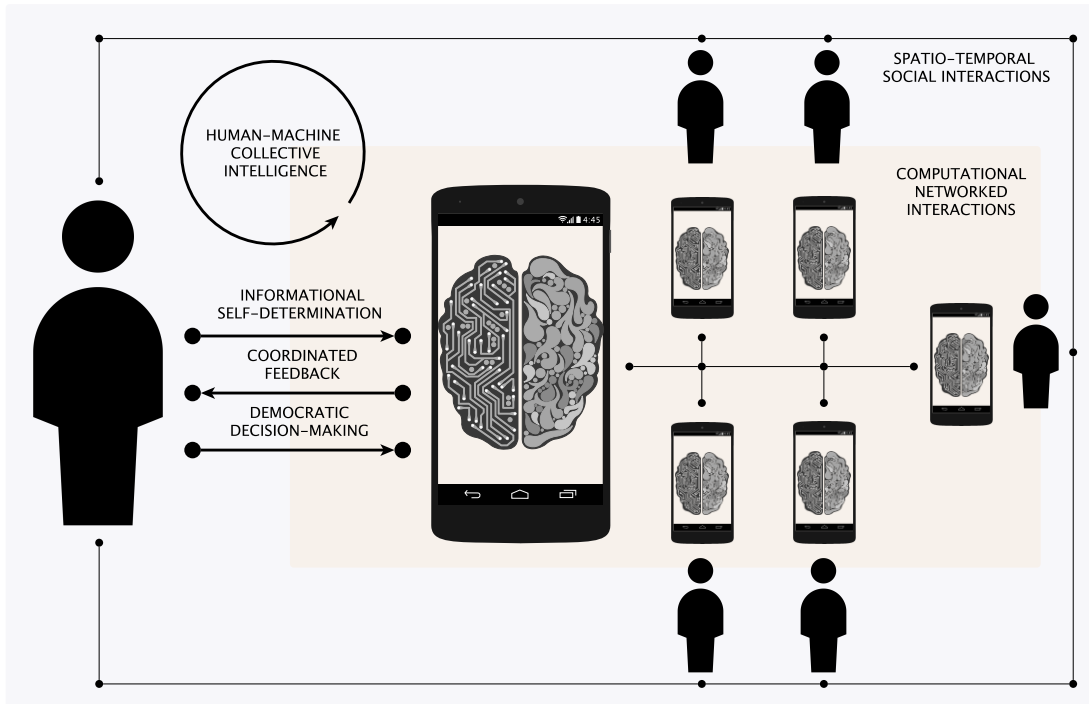 SPATIO-TEMPORAL
SOCIAL INTERACTIONS
HUMAN-MACHINE
COLLECTIVE
INTELLIGENCE
COMPUTATIONAL
NETWORKED
INTERACTIONS
4:45
INFORMATIONAL
SELF-DETERMINATION
COORDINATED
FEEDBACK
DEMOCRATIC
DECISION-MAKING